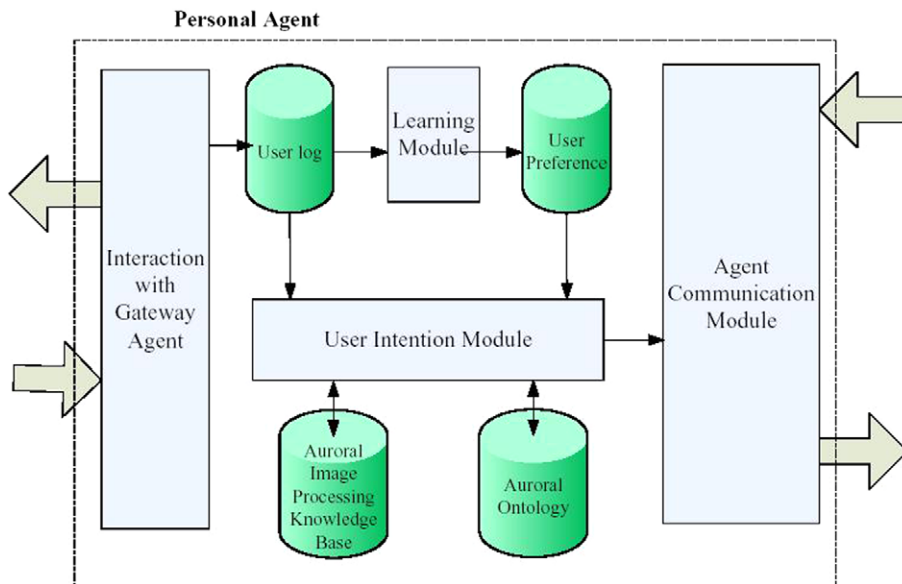 Personal Agent
User log
Learning
Module
User
Preference
Interaction
with
Gateway
Agent
Agent
Communication
Module
User Intention Module
Auroral
Image
Processing
Knowledge
Base
Auroral
Ontology